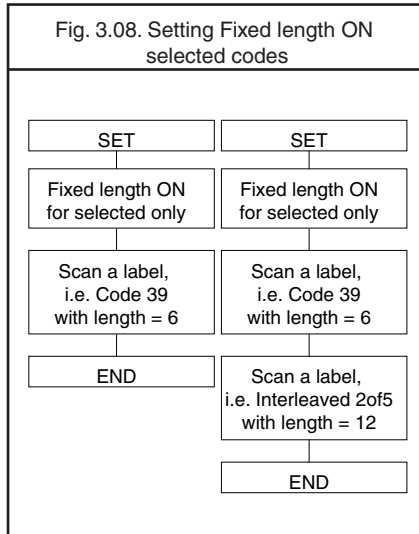 Fig. 3.08. Setting Fixed length ON
selected codes
SET
Fixed length ON
for selected only
Scan a label,
i.e. Code 39
with length = 6
END
SET
Fixed length ON
for selected only
Scan a label,
i.e. Code 39
with length = 6
Scan a label,
i.e. Interleaved 2of5
with length = 12
END